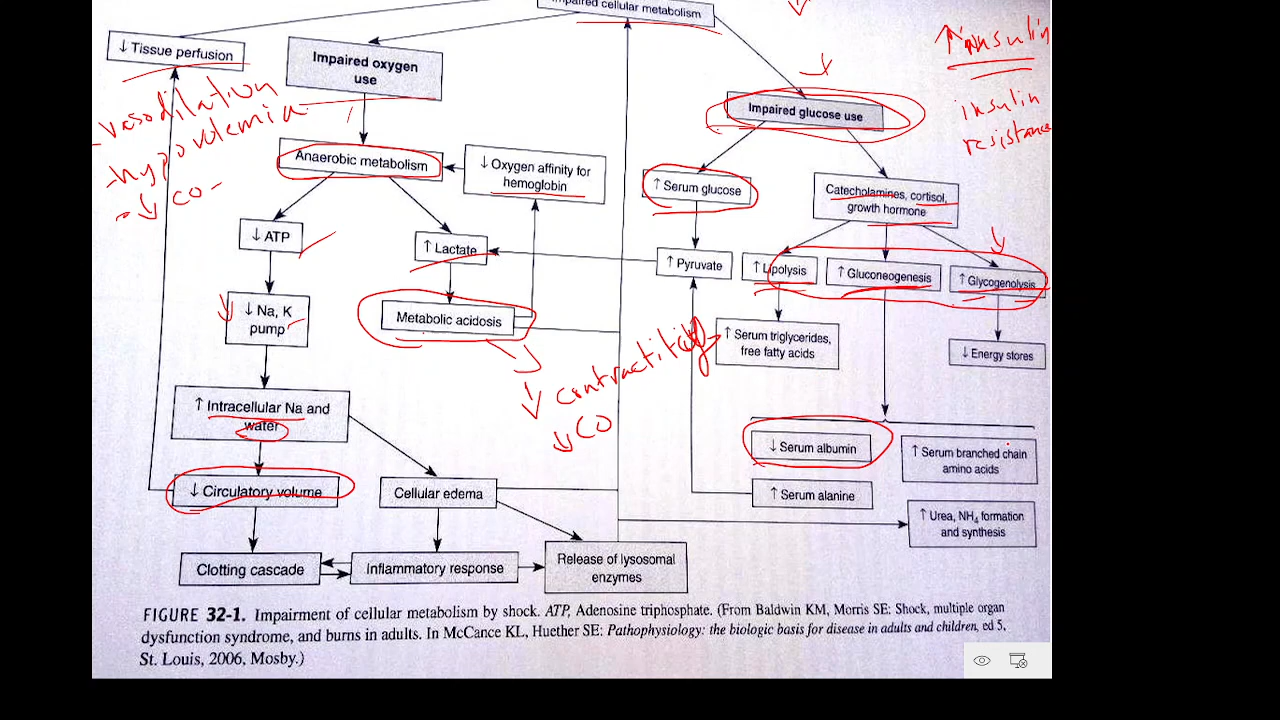 Impaired cellular metabolism
↓ Tissue perfusion
Impaired oxygen
use
↑ insulin
insulin
resistance
Impaired glucose use
- vasodilation
- hypovolemia
- ↓ CO -
Anaerobic metabolism
↓ Oxygen affinity for
hemoglobin
↑ Serum glucose
Catecholamines, cortisol,
growth hormone
↓ ATP
↑ Lactate
↑ Pyruvate
↑ Lipolysis
↑ Gluconeogenesis
↑ Glycogenolysis
↓ Na, K
pump
Metabolic acidosis
↑ Serum triglycerides,
free fatty acids
↓ Energy stores
↓ contractility
↓ CO
↑ Intracellular Na and
water
↓ Serum albumin
↑ Serum branched chain
amino acids
↓ Circulatory volume
Cellular edema
↑ Serum alanine
↑ Urea, NH4 formation
and synthesis
Clotting cascade
Inflammatory response
Release of lysosomal
enzymes
FIGURE 32-1. Impairment of cellular metabolism by shock. ATP, Adenosine triphosphate. (From Baldwin KM, Morris SE: Shock, multiple organ
dysfunction syndrome, and burns in adults. In McCance KL, Huether SE: Pathophysiology: the biologic basis for disease in adults and children, ed 5,
St. Louis, 2006, Mosby.)